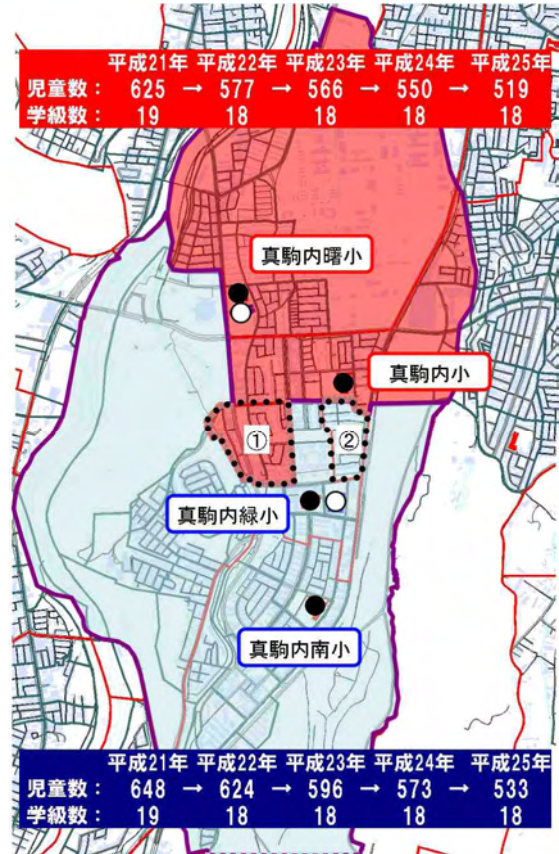 平成21年 平成22年 平成23年 平成24年 平成25年
児童数： 625 → 577 → 566 → 550 → 519
学級数： 19 18 18 18 18
真駒内曙小
真駒内小
① ②
真駒内緑小
真駒内南小
平成21年 平成22年 平成23年 平成24年 平成25年
児童数： 648 → 624 → 596 → 573 → 533
学級数： 19 18 18 18 18